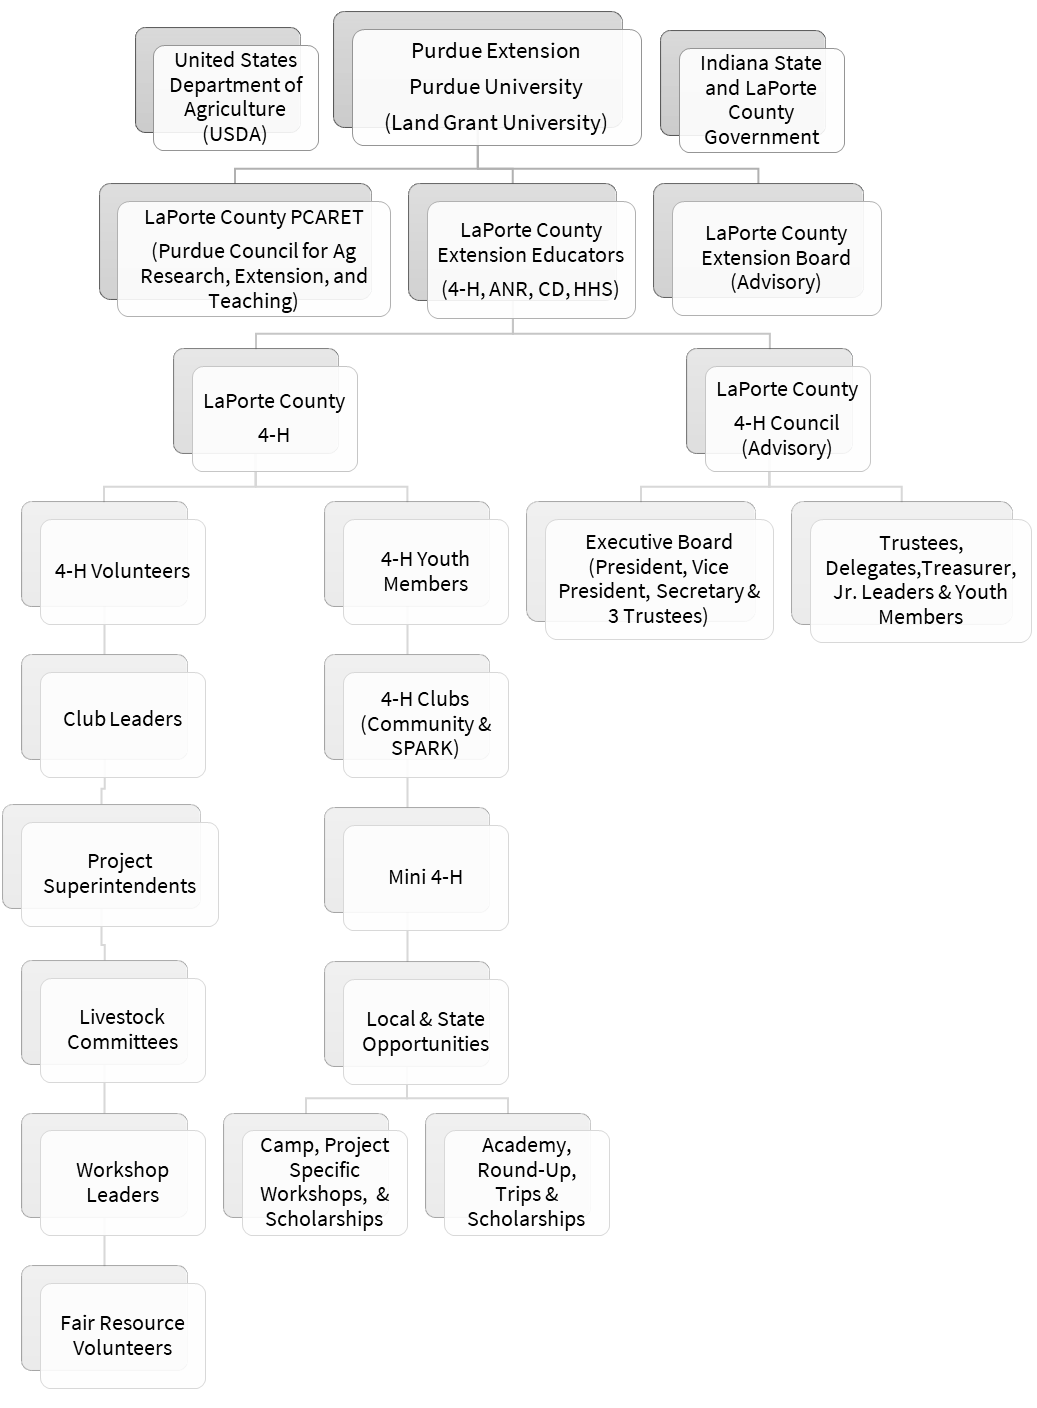 United States
Department of
Agriculture
(USDA)
Purdue Extension
Purdue University
(Land Grant University)
Indiana State
and LaPorte
County
Government
LaPorte County PCARET
(Purdue Council for Ag
Research, Extension, and
Teaching)
LaPorte County
Extension Educators
(4-H, ANR, CD, HHS)
LaPorte County
Extension Board
(Advisory)
LaPorte County
4-H
LaPorte County
4-H Council
(Advisory)
4-H Volunteers
4-H Youth
Members
Executive Board
(President, Vice
President, Secretary &
3 Trustees)
Trustees,
Delegates,Treasurer,
Jr. Leaders & Youth
Members
Club Leaders
4-H Clubs
(Community &
SPARK)
Project
Superintendents
Mini 4-H
Livestock
Committees
Local & State
Opportunities
Workshop
Leaders
Camp, Project
Specific
Workshops, &
Scholarships
Academy,
Round-Up,
Trips &
Scholarships
Fair Resource
Volunteers